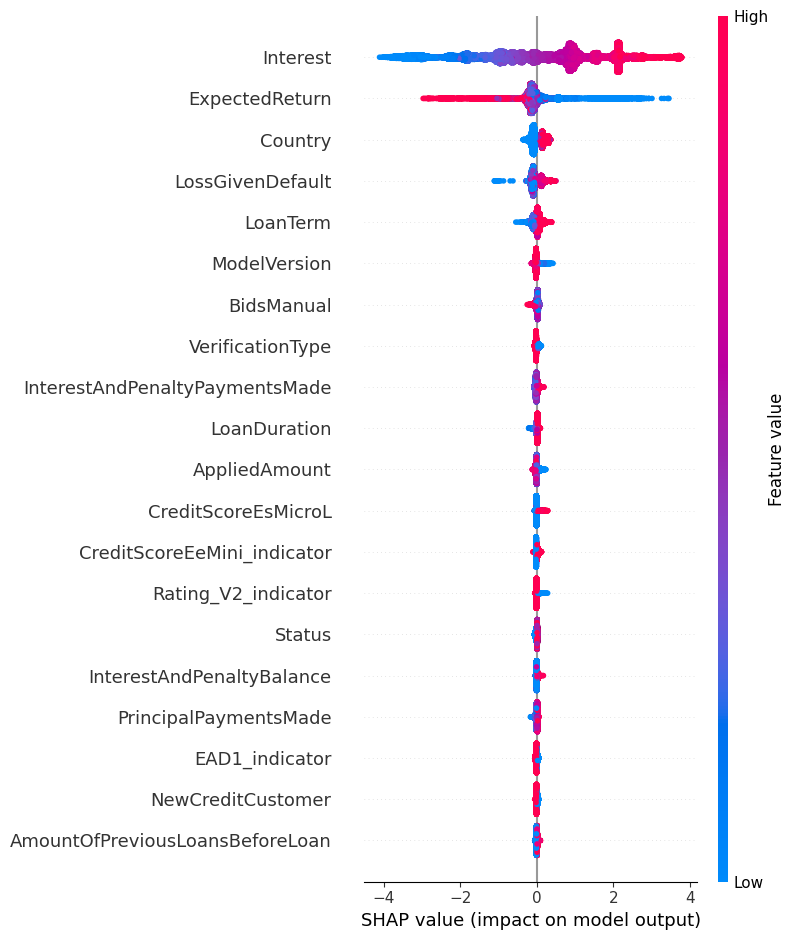 High
Interest
ExpectedReturn
Country
LossGivenDefault
LoanTerm
ModelVersion
BidsManual
VerificationType
InterestAndPenaltyPaymentsMade
LoanDuration
AppliedAmount
CreditScoreEsMicroL
CreditScoreEeMini_indicator
Rating_V2_indicator
Status
InterestAndPenaltyBalance
PrincipalPaymentsMade
EAD1_indicator
NewCreditCustomer
AmountOfPreviousLoansBeforeLoan
Feature value
Low
−4 −2 0 2 4
SHAP value (impact on model output)